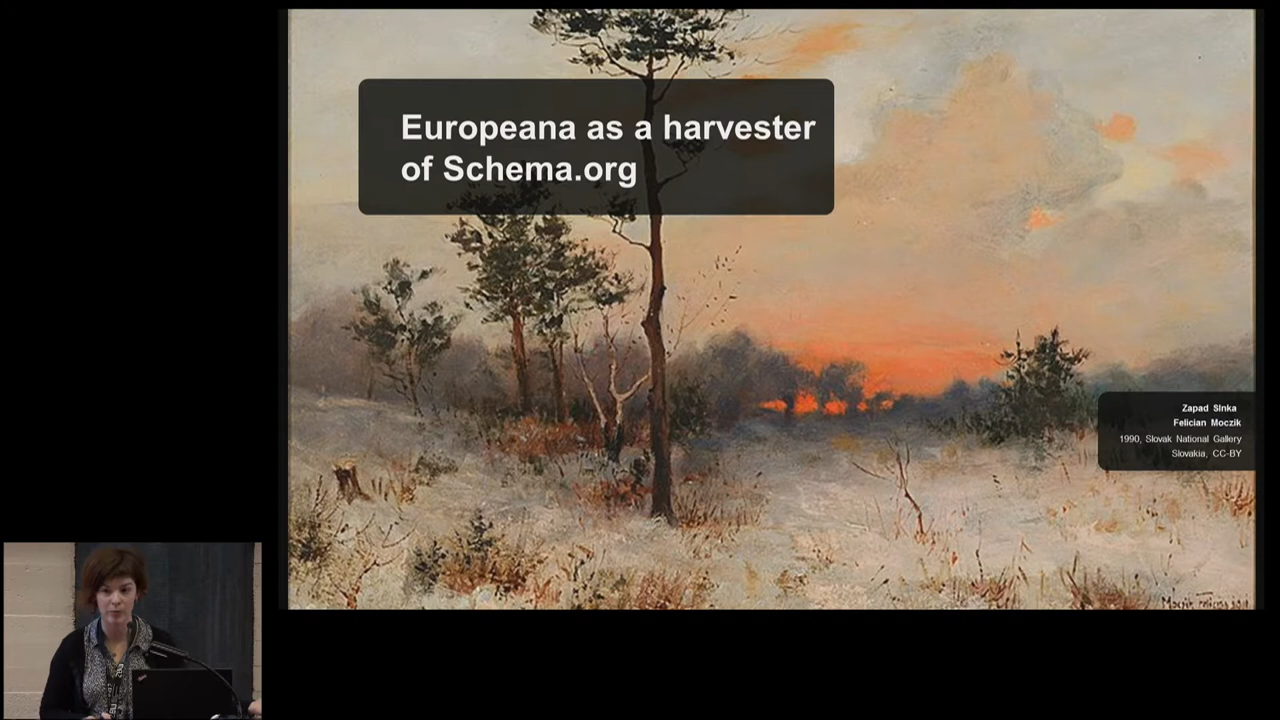 Europeana as a harvester
of Schema.org
Zapad Slnka
Felician Moczik
1990, Slovak National Gallery
Slovakia, CC-BY